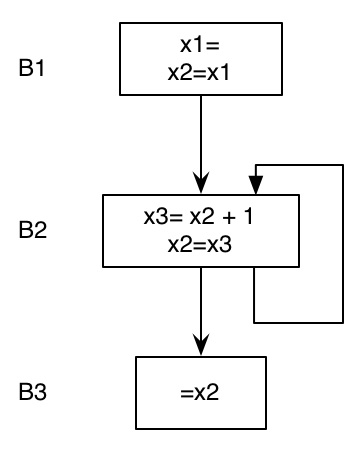 B1
x1=
x2=x1
B2
x3= x2 + 1
x2=x3
B3
=x2